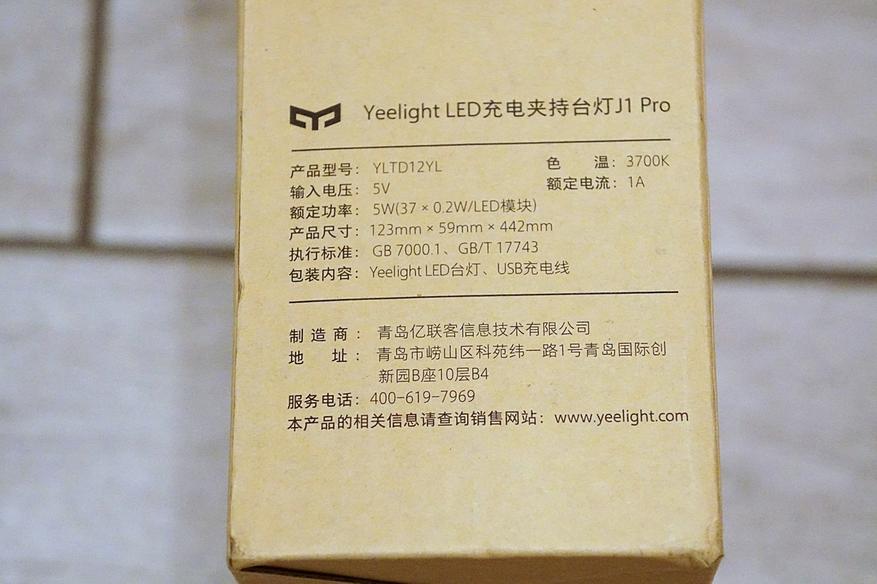 Yeelight LED充电夹持台灯J1 Pro
产品型号： YLTD12YL 色 温：3700K
输入电压： 5V 额定电流：1A
额定功率： 5W(37 × 0.2W/LED模块)
产品尺寸：123mm × 59mm × 442mm
执行标准： GB 7000.1、GB/T 17743
包装内容： Yeelight LED台灯、USB充电线
制 造 商 ： 青岛亿联客信息技术有限公司
地 址 ： 青岛市崂山区科苑纬一路1号青岛国际创
新园B座10层B4
服务电话：400-619-7969
本产品的相关信息请查询销售网站：www.yeelight.com